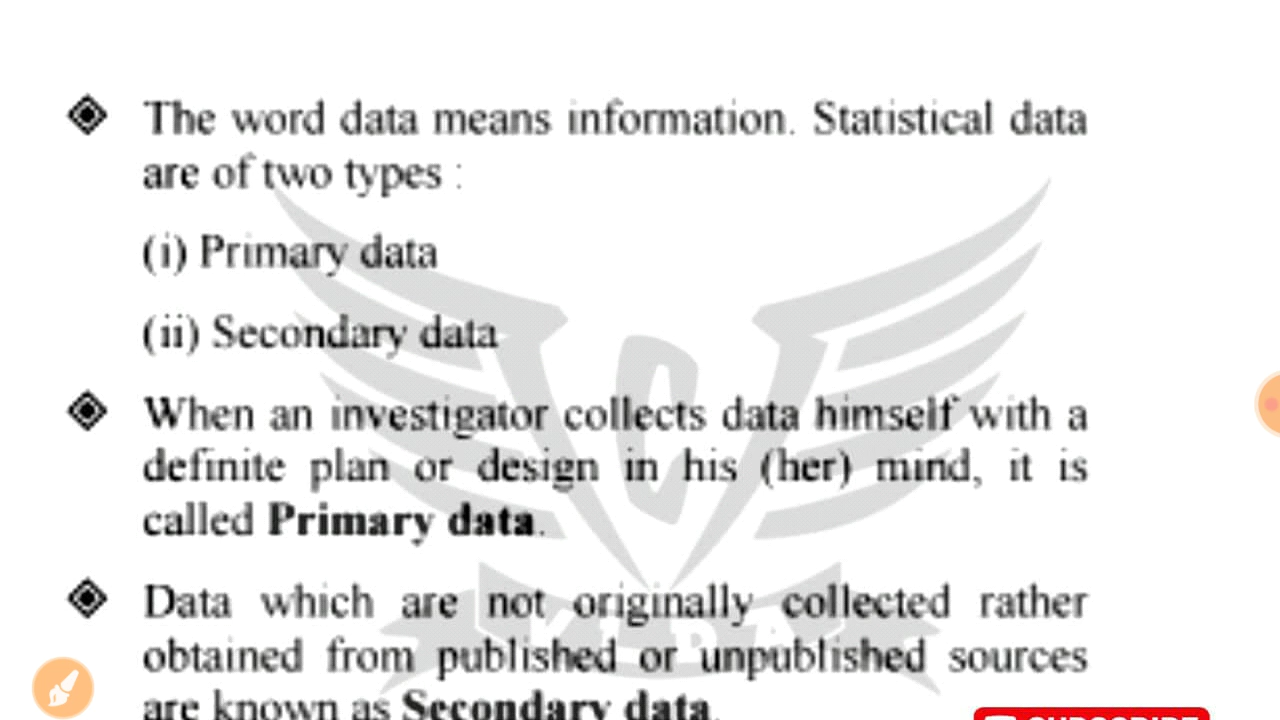 The word data means information. Statistical data
are of two types :
(i) Primary data
(ii) Secondary data
When an investigator collects data himself with a
definite plan or design in his (her) mind, it is
called Primary data.
Data which are not originally collected rather
obtained from published or unpublished sources
are known as Secondary data.
SUBSCRIBE